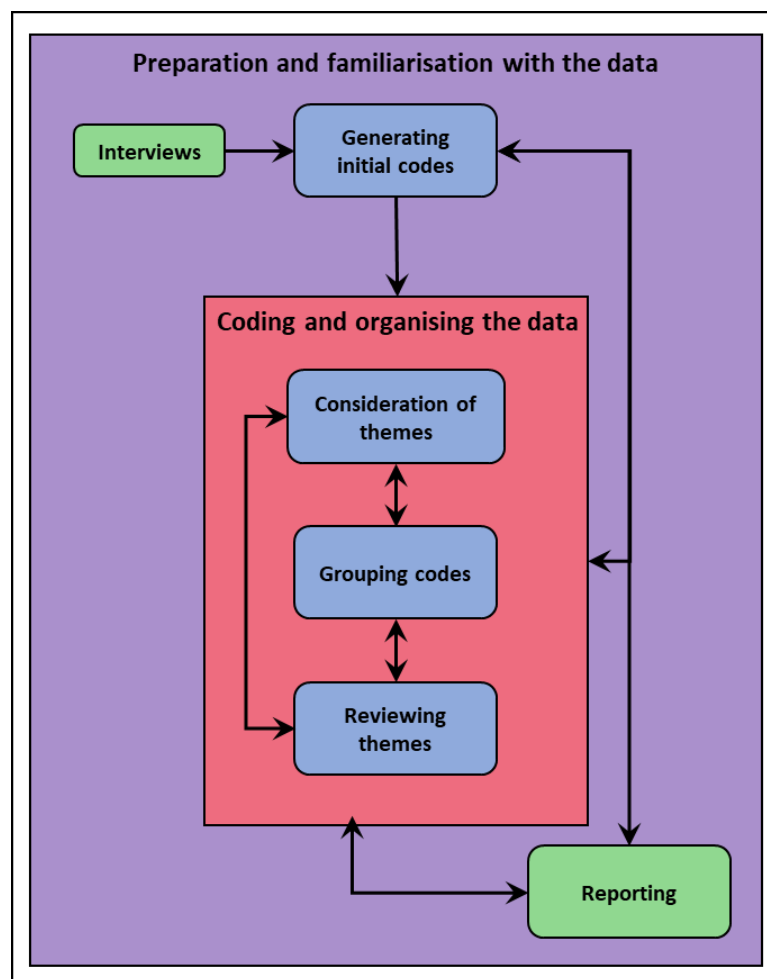 Preparation and familiarisation with the data
Interviews
Generating
initial codes
Coding and organising the data
Consideration of
themes
Grouping codes
Reviewing
themes
Reporting